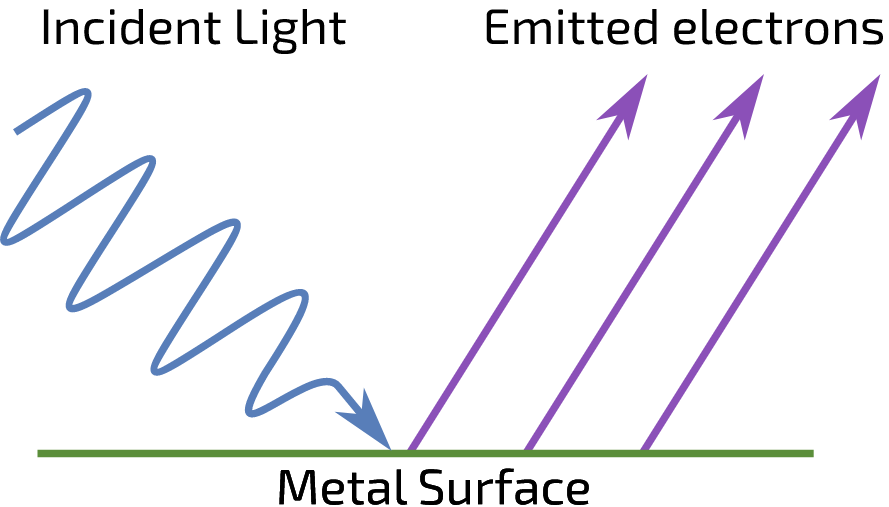 Incident Light
Emitted electrons
Metal Surface